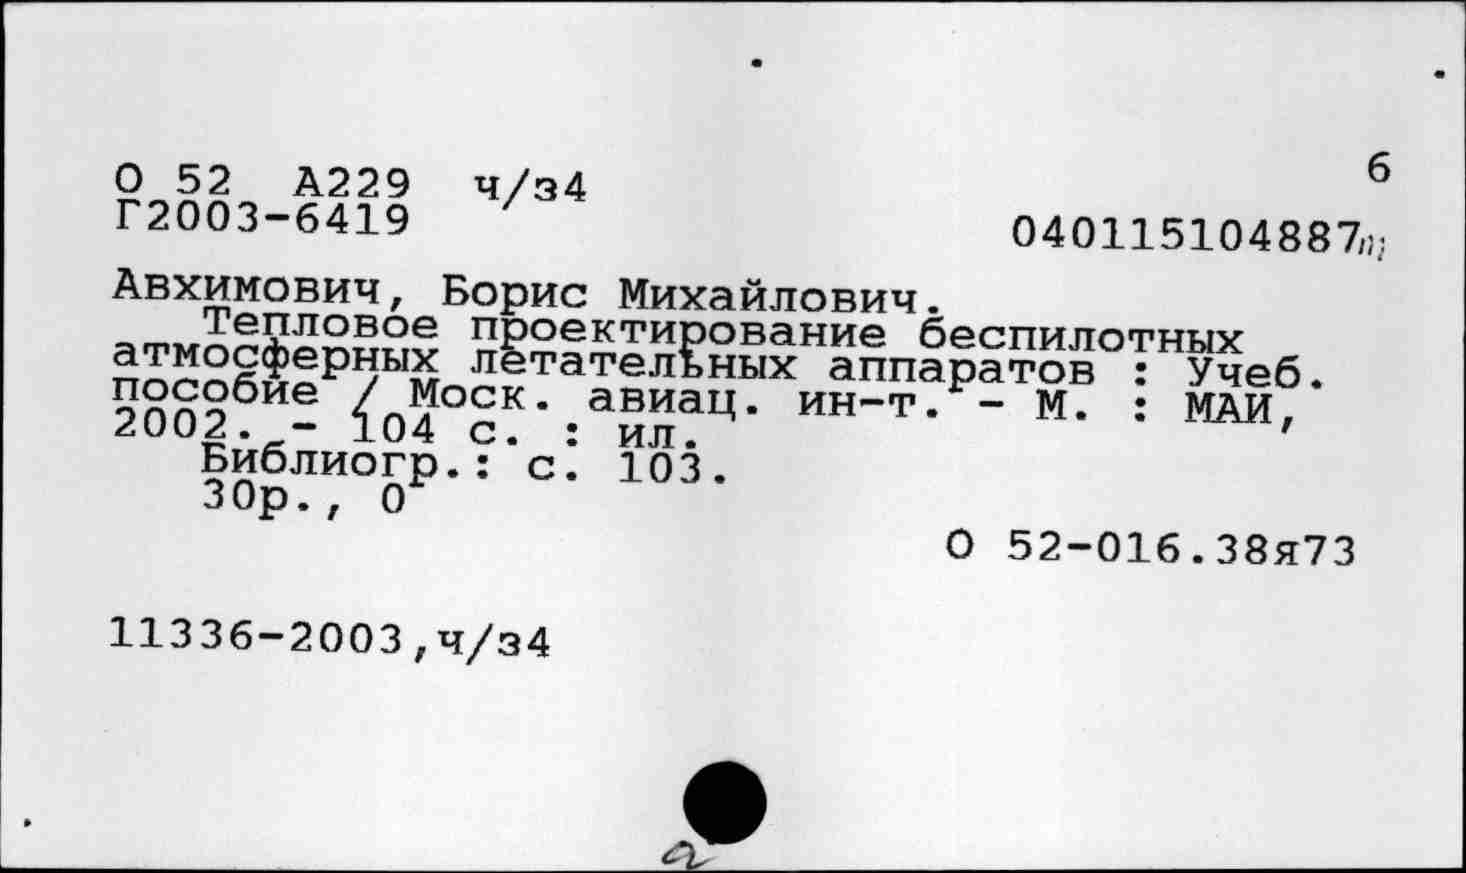 б
О 52 А229 ч/з4
Г2003-6419
040115104887
Авхимович, Борис Михайлович.
Тепловое проектирование беспилотных
атмосферных летательных аппаратов : Учеб.
пособие / Моск. авиац. ин-т. - М. : МАИ,
2002. - 104 с. : ил.
Библиогр.: с. 103.
30р., 0
О 52-016.38я73
11336-2003,ч/з4